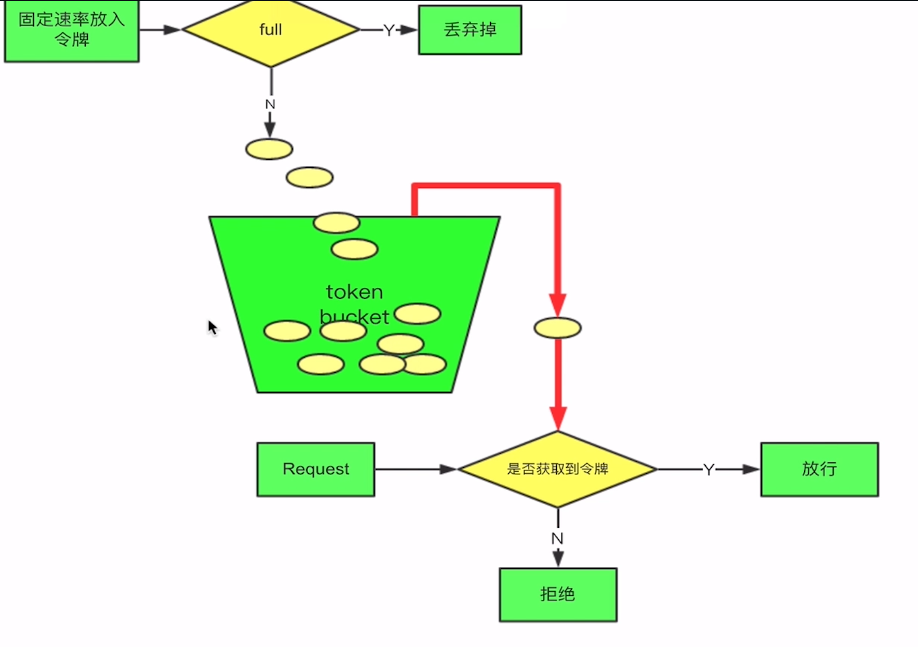 固定速率放入
令牌
full
Y
丢弃掉
N
token
bucket
Request
是否获取到令牌
Y
放行
N
拒绝